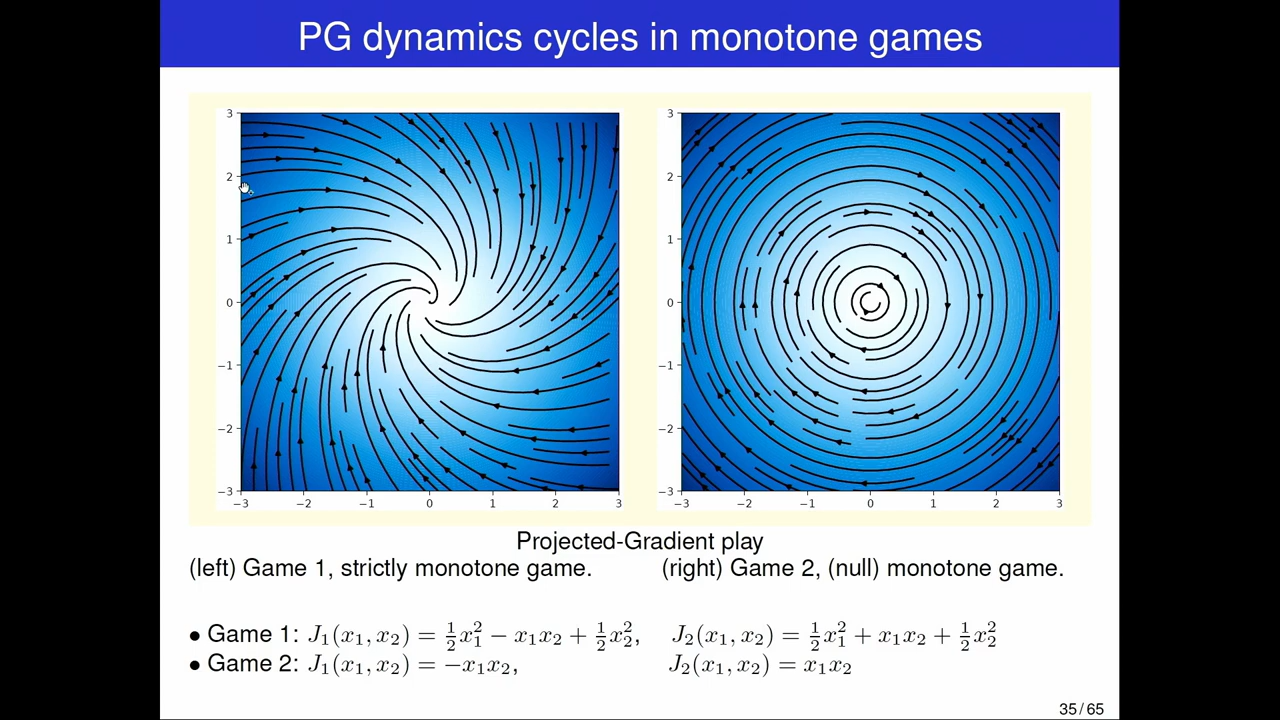 PG dynamics cycles in monotone games
3
2
1
0
−1
−2
−3
−3 −2 −1 0 1 2 3
3
2
1
0
−1
−2
−3
−3 −2 −1 0 1 2 3
Projected-Gradient play
(left) Game 1, strictly monotone game. (right) Game 2, (null) monotone game.
• Game 1: J₁(x₁, x₂) = ½x₁² − x₁x₂ + ½x₂², J₂(x₁, x₂) = ½x₁² + x₁x₂ + ½x₂²
• Game 2: J₁(x₁, x₂) = −x₁x₂, J₂(x₁, x₂) = x₁x₂
35 / 65